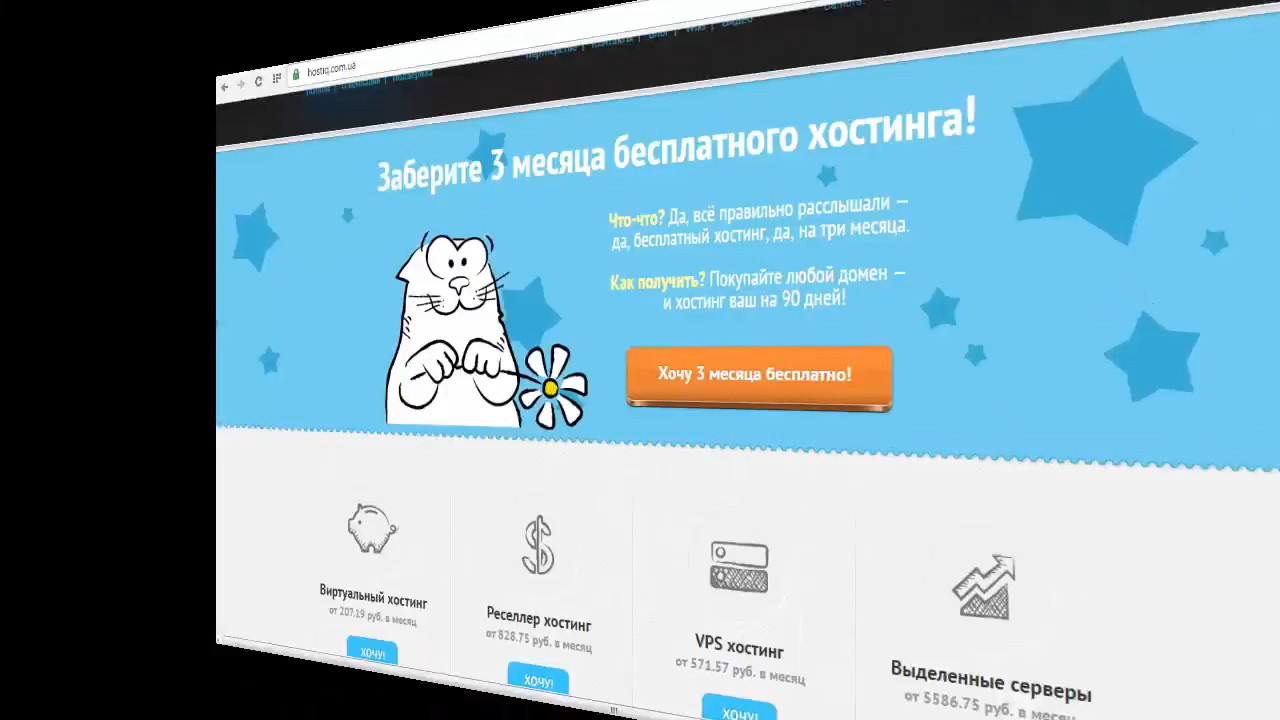 hostiq.com.ua
Заберите 3 месяца бесплатного хостинга!
Что-что? Да, всё правильно расслышали —
да, бесплатный хостинг, да, на три месяца.
Как получить? Покупайте любой домен —
и хостинг ваш на 90 дней!
Хочу 3 месяца бесплатно!
Виртуальный хостинг
от 207.19 руб. в месяц
ХОЧУ!
Реселлер хостинг
от 828.75 руб. в месяц
ХОЧУ!
VPS хостинг
от 571.57 руб. в месяц
ХОЧУ!
Выделенные серверы
от 5586.75 руб. в месяц